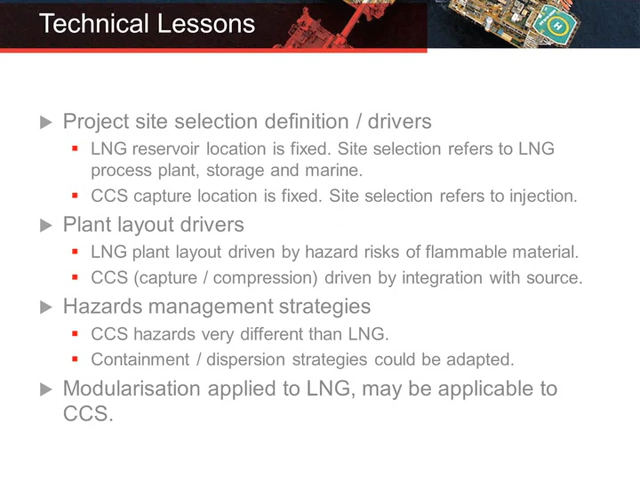 Technical Lessons
Project site selection definition / drivers
LNG reservoir location is fixed. Site selection refers to LNG
process plant, storage and marine.
CCS capture location is fixed. Site selection refers to injection.
Plant layout drivers
LNG plant layout driven by hazard risks of flammable material.
CCS (capture / compression) driven by integration with source.
Hazards management strategies
CCS hazards very different than LNG.
Containment / dispersion strategies could be adapted.
Modularisation applied to LNG, may be applicable to
CCS.
H